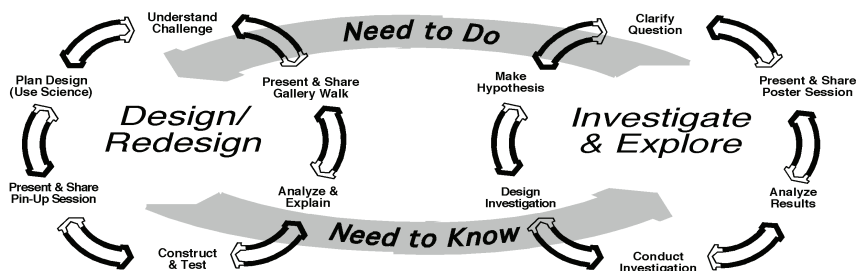 Understand
Challenge
Need to Do
Clarify
Question
Plan Design
(Use Science)
Present & Share
Gallery Walk
Make
Hypothesis
Present & Share
Poster Session
Design/
Redesign
Investigate
& Explore
Present & Share
Pin-Up Session
Analyze &
Explain
Design
Investigation
Analyze
Results
Need to Know
Construct
& Test
Conduct
Investigation